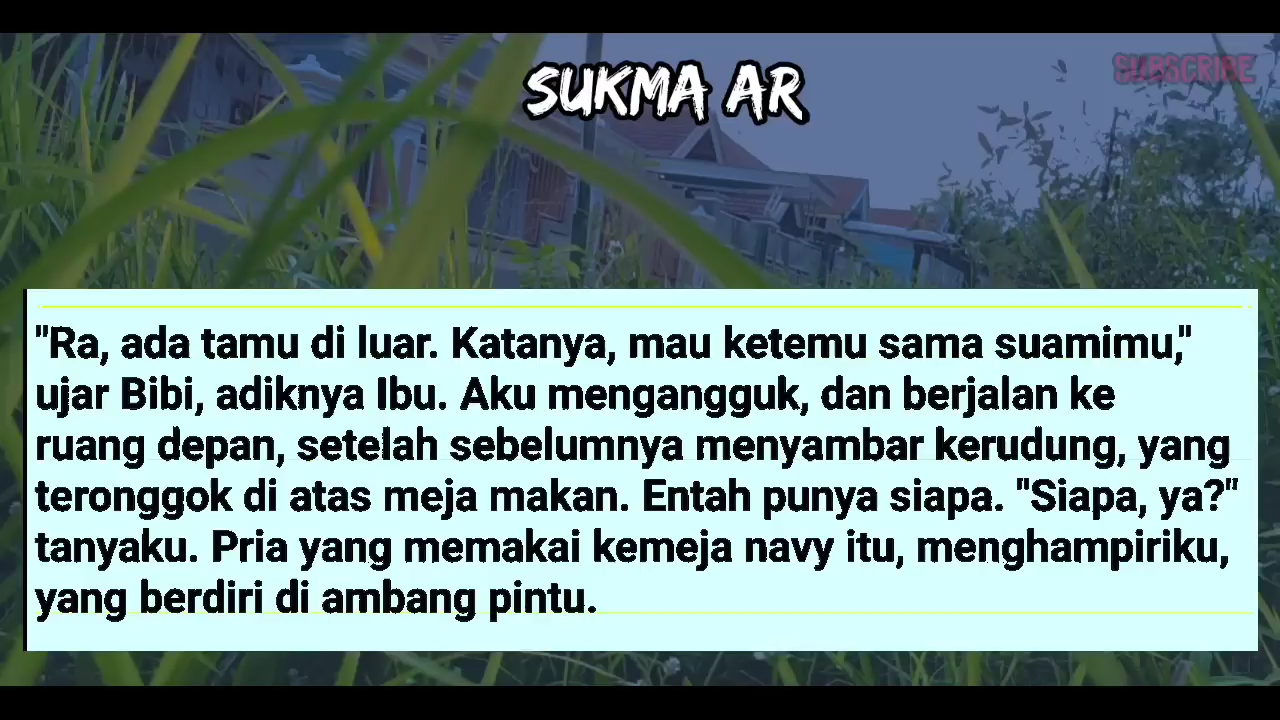 SUKMA AR
SUBSCRIBE
"Ra, ada tamu di luar. Katanya, mau ketemu sama suamimu,"
ujar Bibi, adiknya Ibu. Aku mengangguk, dan berjalan ke
ruang depan, setelah sebelumnya menyambar kerudung, yang
teronggok di atas meja makan. Entah punya siapa. "Siapa, ya?"
tanyaku. Pria yang memakai kemeja navy itu, menghampiriku,
yang berdiri di ambang pintu.